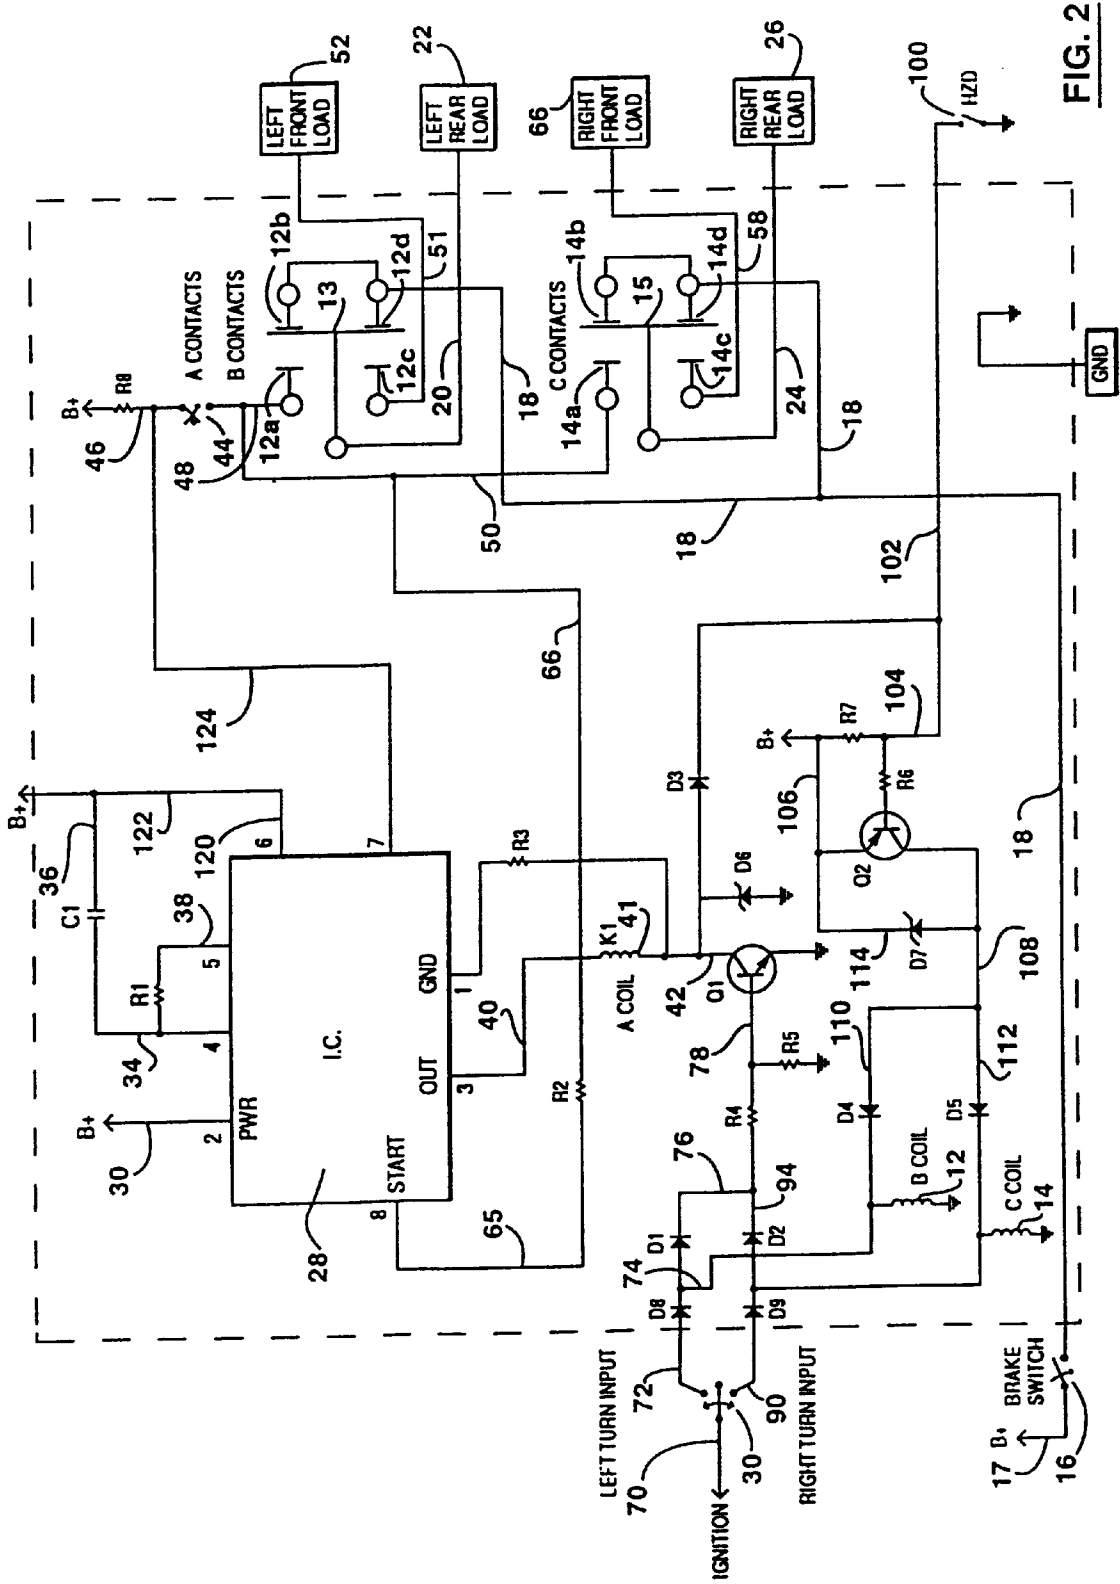 52
LEFT
FRONT
LOAD
22
LEFT
REAR
LOAD
66
RIGHT
FRONT
LOAD
26
RIGHT
REAR
LOAD
100
HZD
FIG. 2
B+
R8
46
A CONTACTS
B CONTACTS
44
48
12a
12b
13
12d
12c
51
20
18
50
C CONTACTS
14a
14b
15
14d
14c
58
24
18
18
102
GND
B+
36
122
C1
120
6
124
7
66
38
5
R1
34
4
B+
30
2
PWR
I.C.
28
OUT
3
GND
1
START
8
65
R3
R2
40
K1
41
A COIL
42
Q1
D3
D6
78
R4
R5
B+
106
R7
104
R6
Q2
114
D7
108
110
112
D4
D5
B COIL
12
C COIL
14
18
76
94
D1
D2
74
D8
D9
LEFT TURN INPUT
72
90
RIGHT TURN INPUT
30
70
IGNITION
BRAKE
SWITCH
B+
17
16